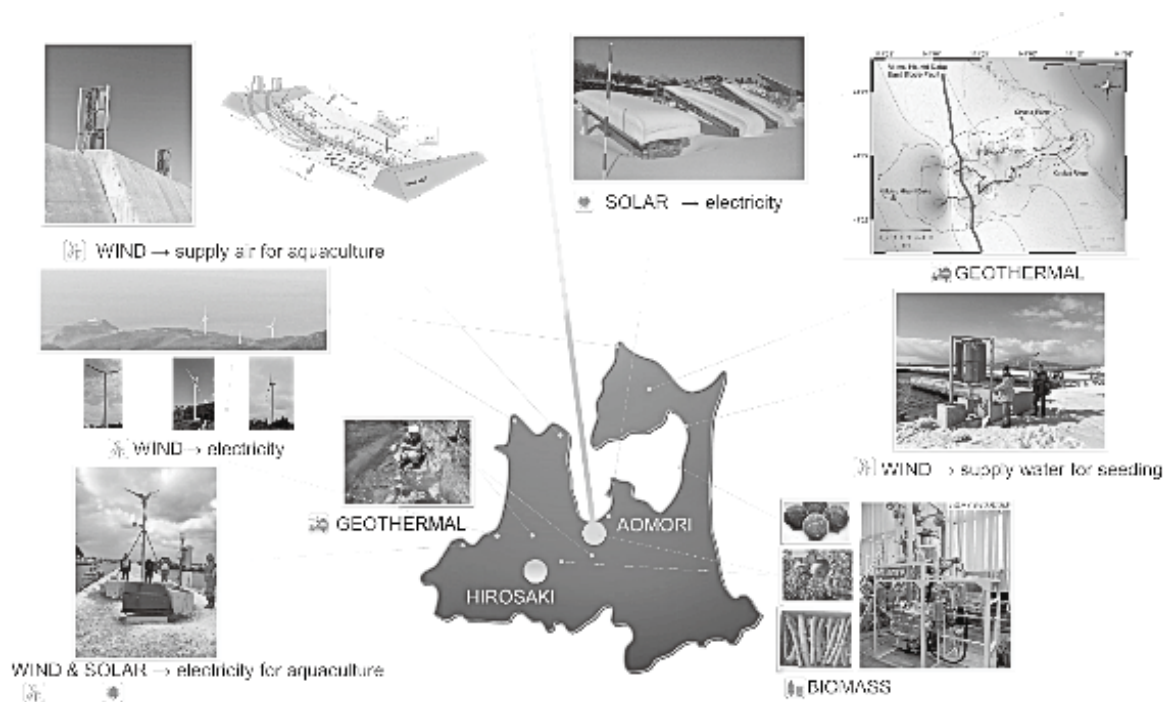 WIND → supply air for aquaculture
SOLAR → electricity
GEOTHERMAL
WIND → electricity
WIND → supply water for seeding
GEOTHERMAL
AOMORI
HIROSAKI
WIND & SOLAR → electricity for aquaculture
BIOMASS